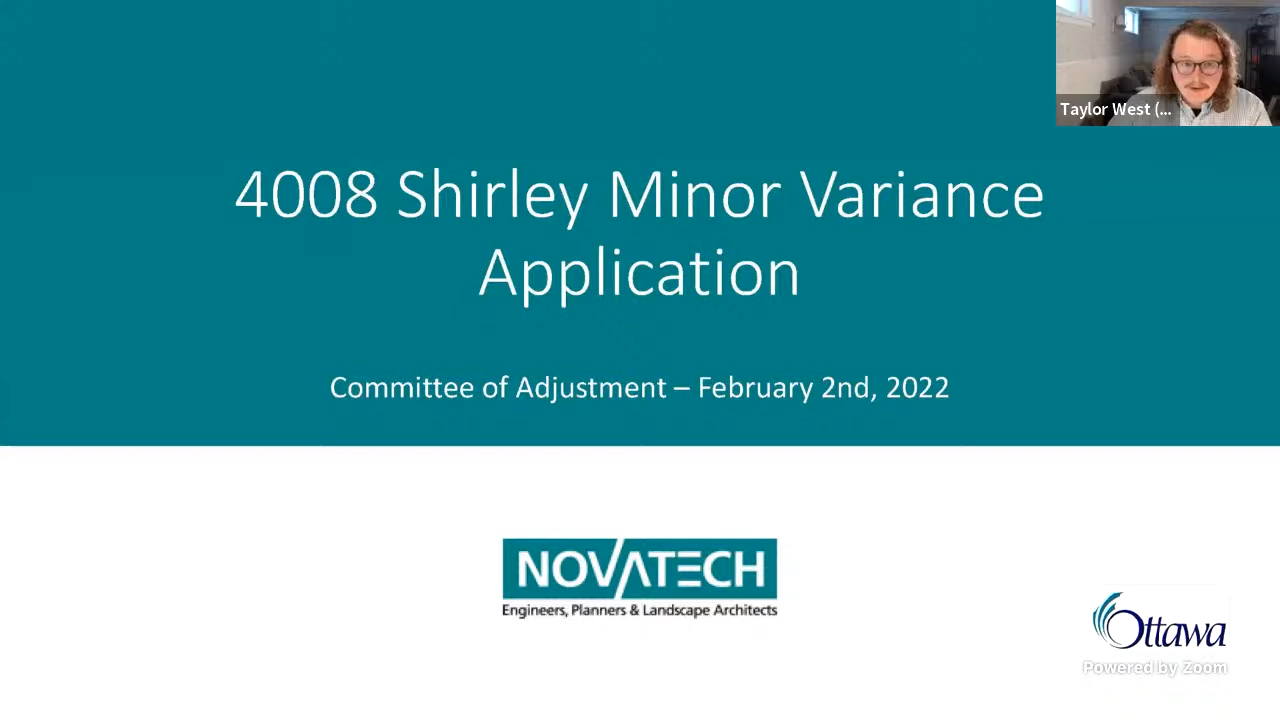 Taylor West (...
4008 Shirley Minor Variance
Application
Committee of Adjustment – February 2nd, 2022
NOVATECH
Engineers, Planners & Landscape Architects
Ottawa
Powered by Zoom